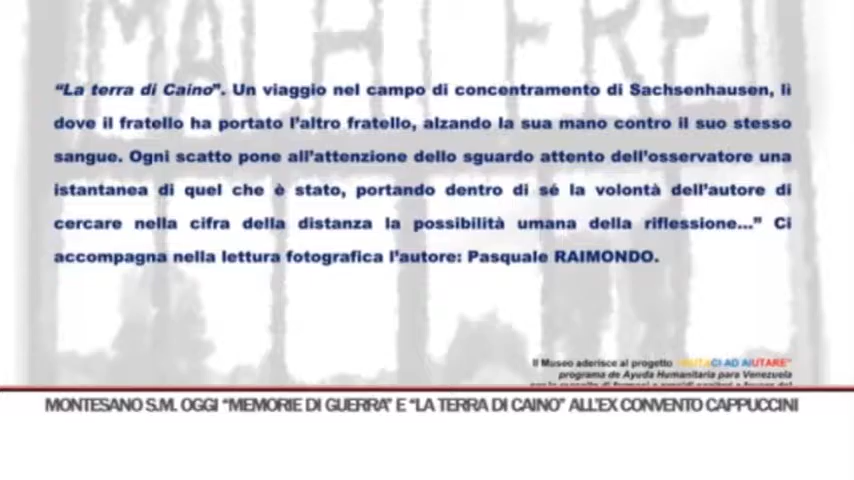 MACHT FREI
“La terra di Caino”. Un viaggio nel campo di concentramento di Sachsenhausen, lì
dove il fratello ha portato l’altro fratello, alzando la sua mano contro il suo stesso
sangue. Ogni scatto pone all’attenzione dello sguardo attento dell’osservatore una
istantanea di quel che è stato, portando dentro di sé la volontà dell’autore di
cercare nella cifra della distanza la possibilità umana della riflessione...” Ci
accompagna nella lettura fotografica l’autore: Pasquale RAIMONDO.
Il Museo aderisce al progetto “AIUTACI AD AIUTARE”
programa de Ayuda Humanitaria para Venezuela
MONTESANO S.M. OGGI “MEMORIE DI GUERRA” E “LA TERRA DI CAINO” ALL’EX CONVENTO CAPPUCCINI